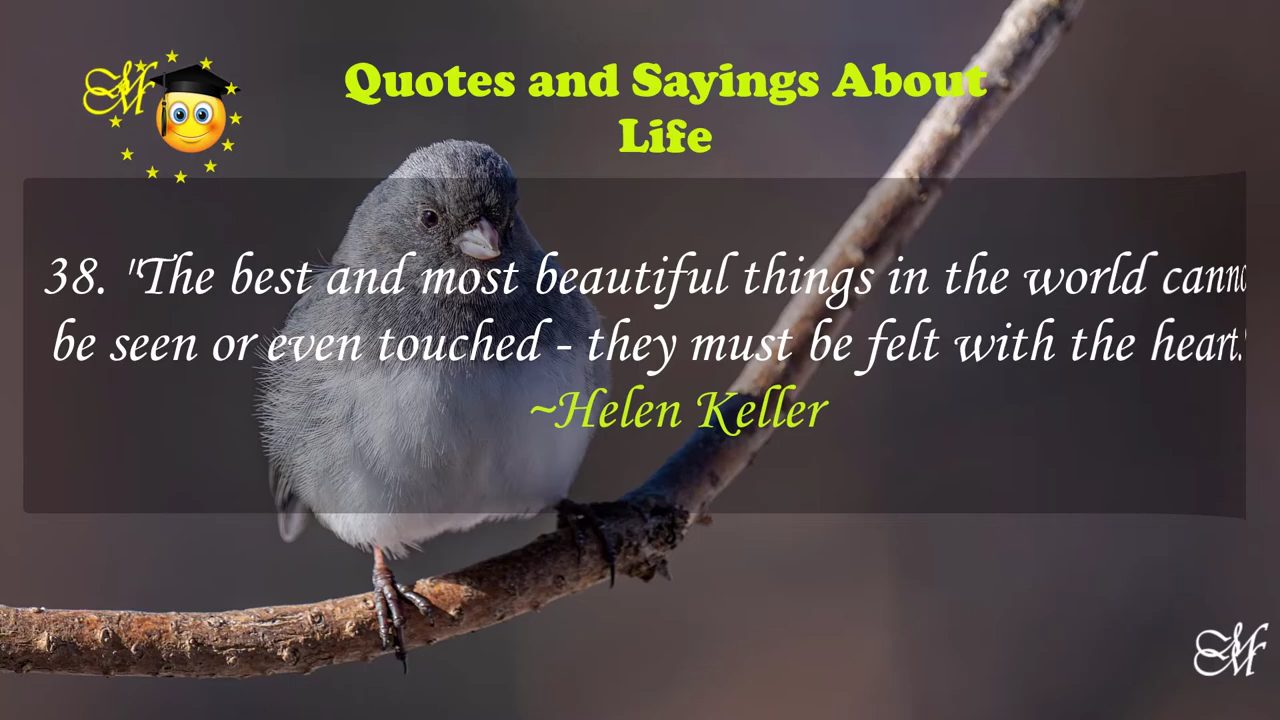 Quotes and Sayings About
Life
38. "The best and most beautiful things in the world canno
be seen or even touched - they must be felt with the heart."
~Helen Keller
M
M